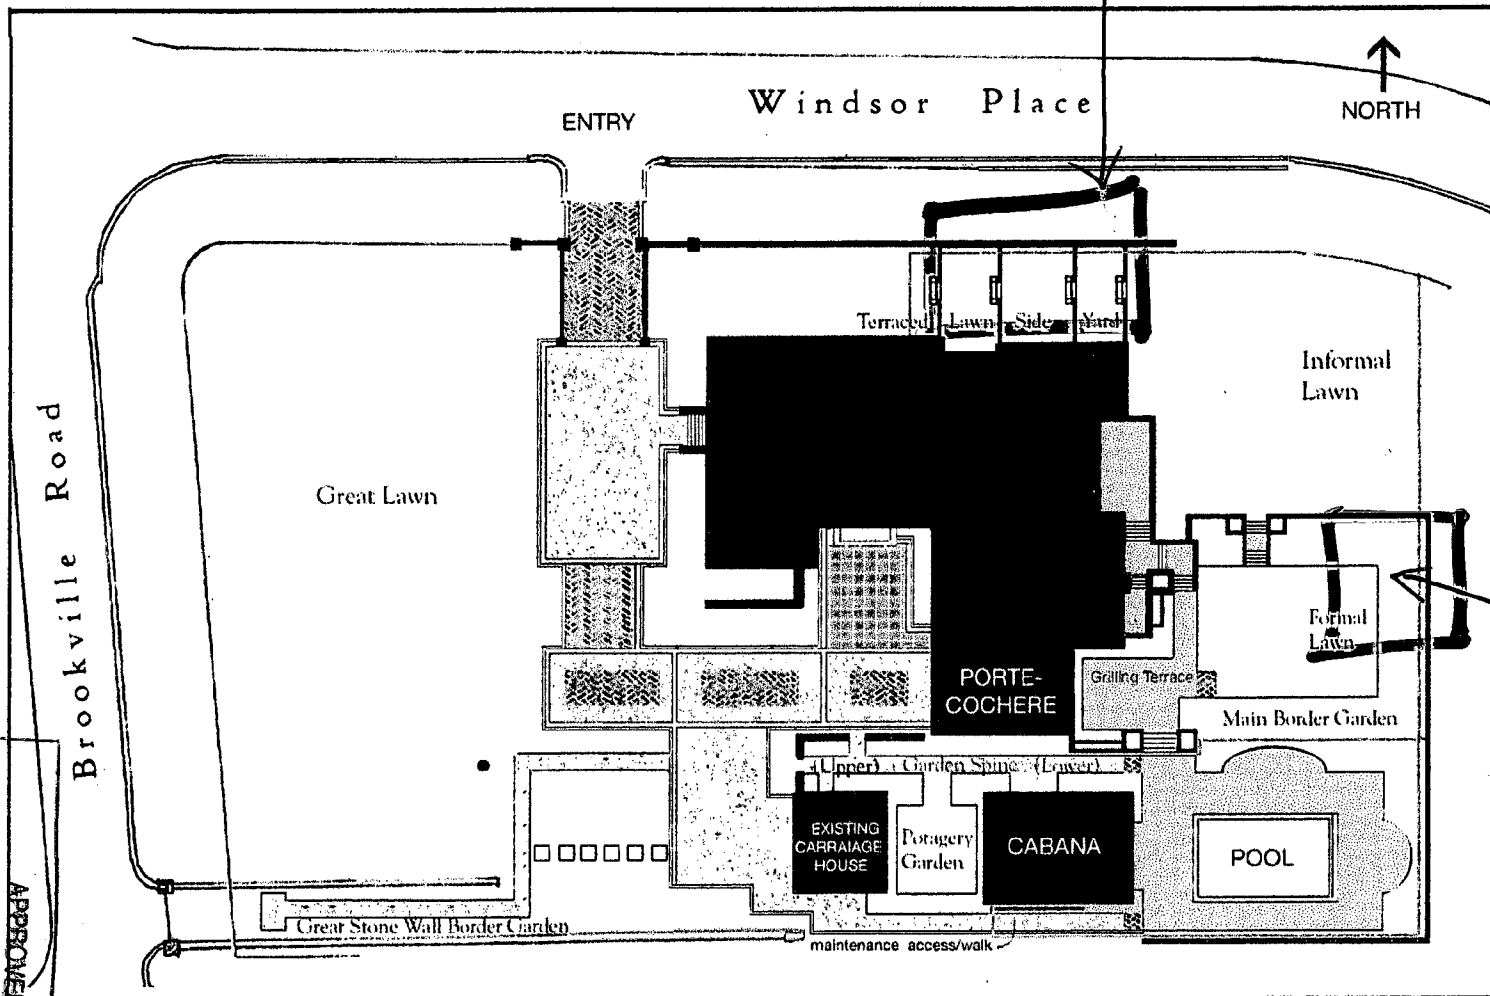 Windsor Place
NORTH
ENTRY
Terraced Lawn Side Yard
Informal
Lawn
Brookville Road
Great Lawn
Formal
Lawn
PORTE-
COCHERE
Grilling Terrace
Main Border Garden
(Upper) Garden Spine (Lower)
EXISTING
CARRAIAGE
HOUSE
Potagery
Garden
CABANA
POOL
Great Stone Wall Border Garden
maintenance access/walk